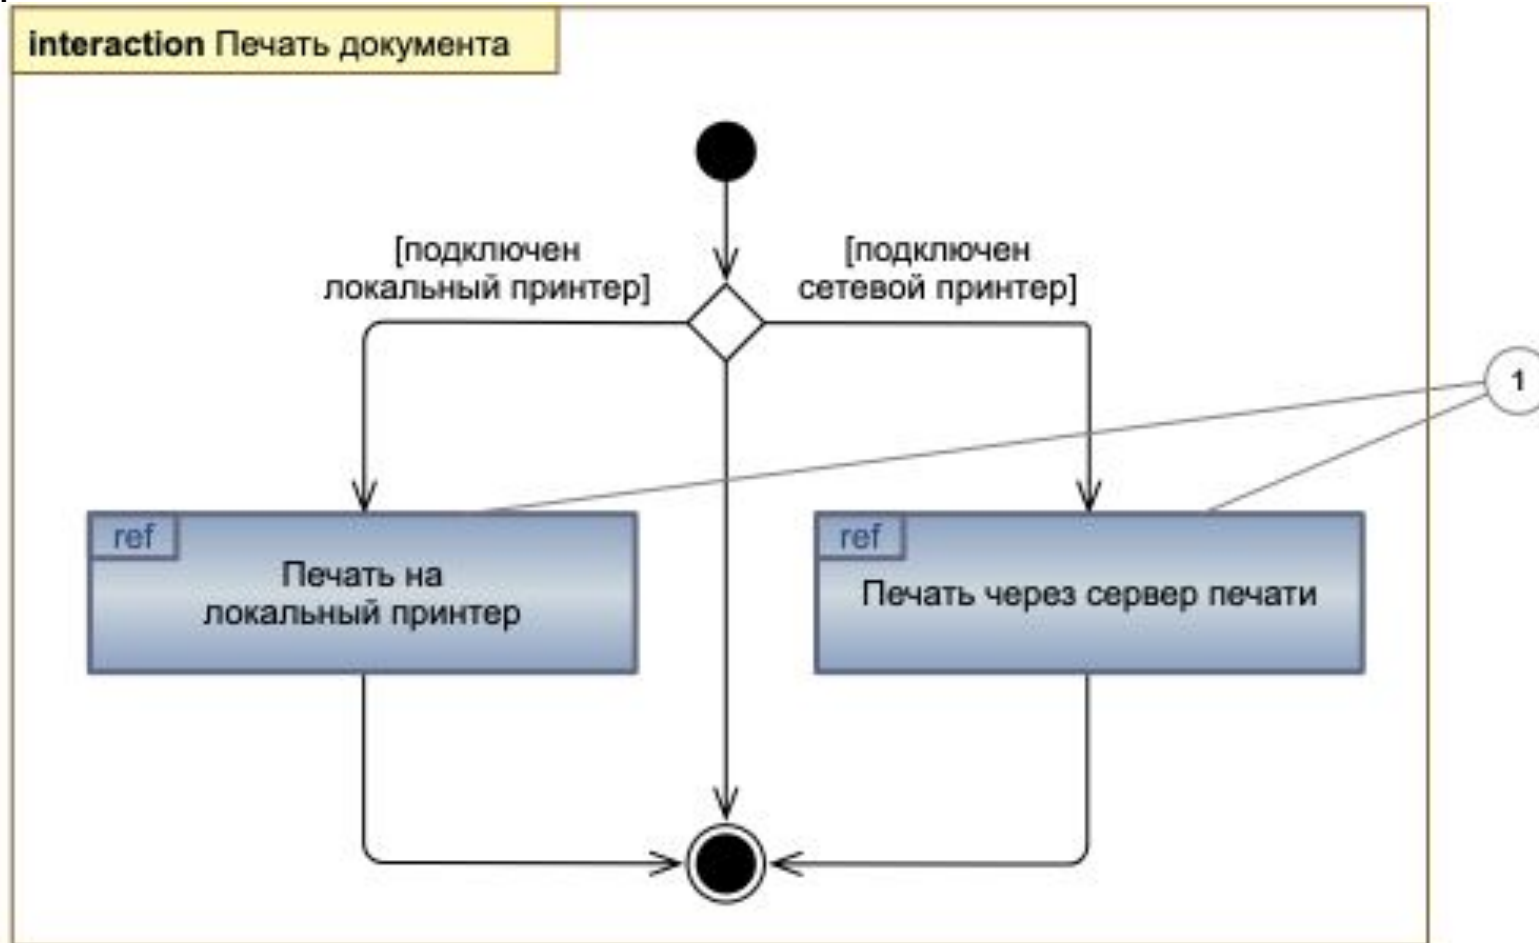 interaction Печать документа
[подключен
локальный принтер]
[подключен
сетевой принтер]
1
ref
Печать на
локальный принтер
ref
Печать через сервер печати